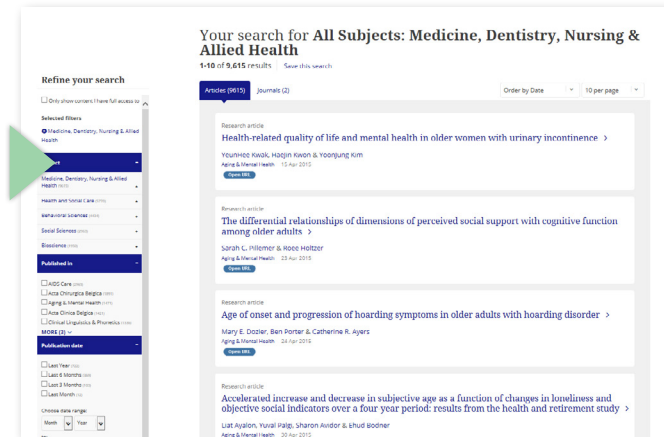 Your search for All Subjects: Medicine, Dentistry, Nursing &
Allied Health
1-10 of 9,615 results Save this search
Refine your search
Only show content I have full access to
Selected filters
Medicine, Dentistry, Nursing & Allied
Health
Medicine, Dentistry, Nursing & Allied
Health
Health and Social Care
Behavioral Sciences
Social Sciences
Bioscience
Published in
AIDS Care
Acta Chirurgica Belgica
Aging & Mental Health
Acta Clinica Belgica
Clinical Linguistics & Phonetics
MORE (3)
Publication date
Last Year
Last 6 Months
Last 3 Months
Last Month
Choose date range:
Month Year
Articles (9615) Journals (2) Order by Date 10 per page
Research article
Health-related quality of life and mental health in older women with urinary incontinence >
YeunHee Kwak, HaeJin Kwon & YoonJung Kim
Aging & Mental Health 15 Apr 2015
Open URL
Research article
The differential relationships of dimensions of perceived social support with cognitive function
among older adults >
Sarah C. Pillemer & Roee Holtzer
Aging & Mental Health 23 Apr 2015
Open URL
Research article
Age of onset and progression of hoarding symptoms in older adults with hoarding disorder >
Mary E. Dozier, Ben Porter & Catherine R. Ayers
Aging & Mental Health 24 Apr 2015
Open URL
Research article
Accelerated increase and decrease in subjective age as a function of changes in loneliness and
objective social indicators over a four year period: results from the health and retirement study >
Liat Ayalon, Yuval Palgi, Sharon Avidor & Ehud Bodner
Aging & Mental Health 30 Apr 2015